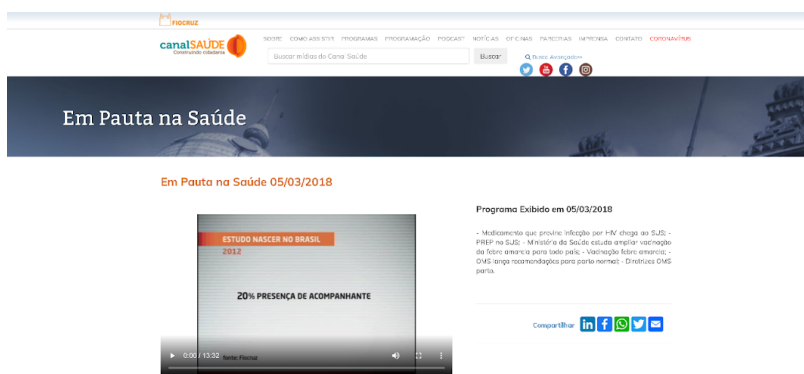 FIOCRUZ
canalSAÚDE
Construindo cidadania
SOBRE COMO ASSISTIR PROGRAMAS PROGRAMAÇÃO PODCAST NOTÍCIAS OFICINAS PARCERIAS IMPRENSA CONTATO CORONAVÍRUS
Buscar mídias do Canal Saúde
Buscar
Busca Avançada
Em Pauta na Saúde
Em Pauta na Saúde 05/03/2018
ESTUDO NASCER NO BRASIL
2012
20% PRESENÇA DE ACOMPANHANTE
0:00 / 13:32
fonte: Fiocruz
Programa Exibido em 05/03/2018
- Medicamento que previne infecção por HIV chega ao SUS; -
PREP no SUS; - Ministério da Saúde estuda ampliar vacinação
da febre amarela para todo país; - Vacinação febre amarela; -
OMS lança recomendações para parto normal; - Diretrizes OMS
parto.
Compartilhar